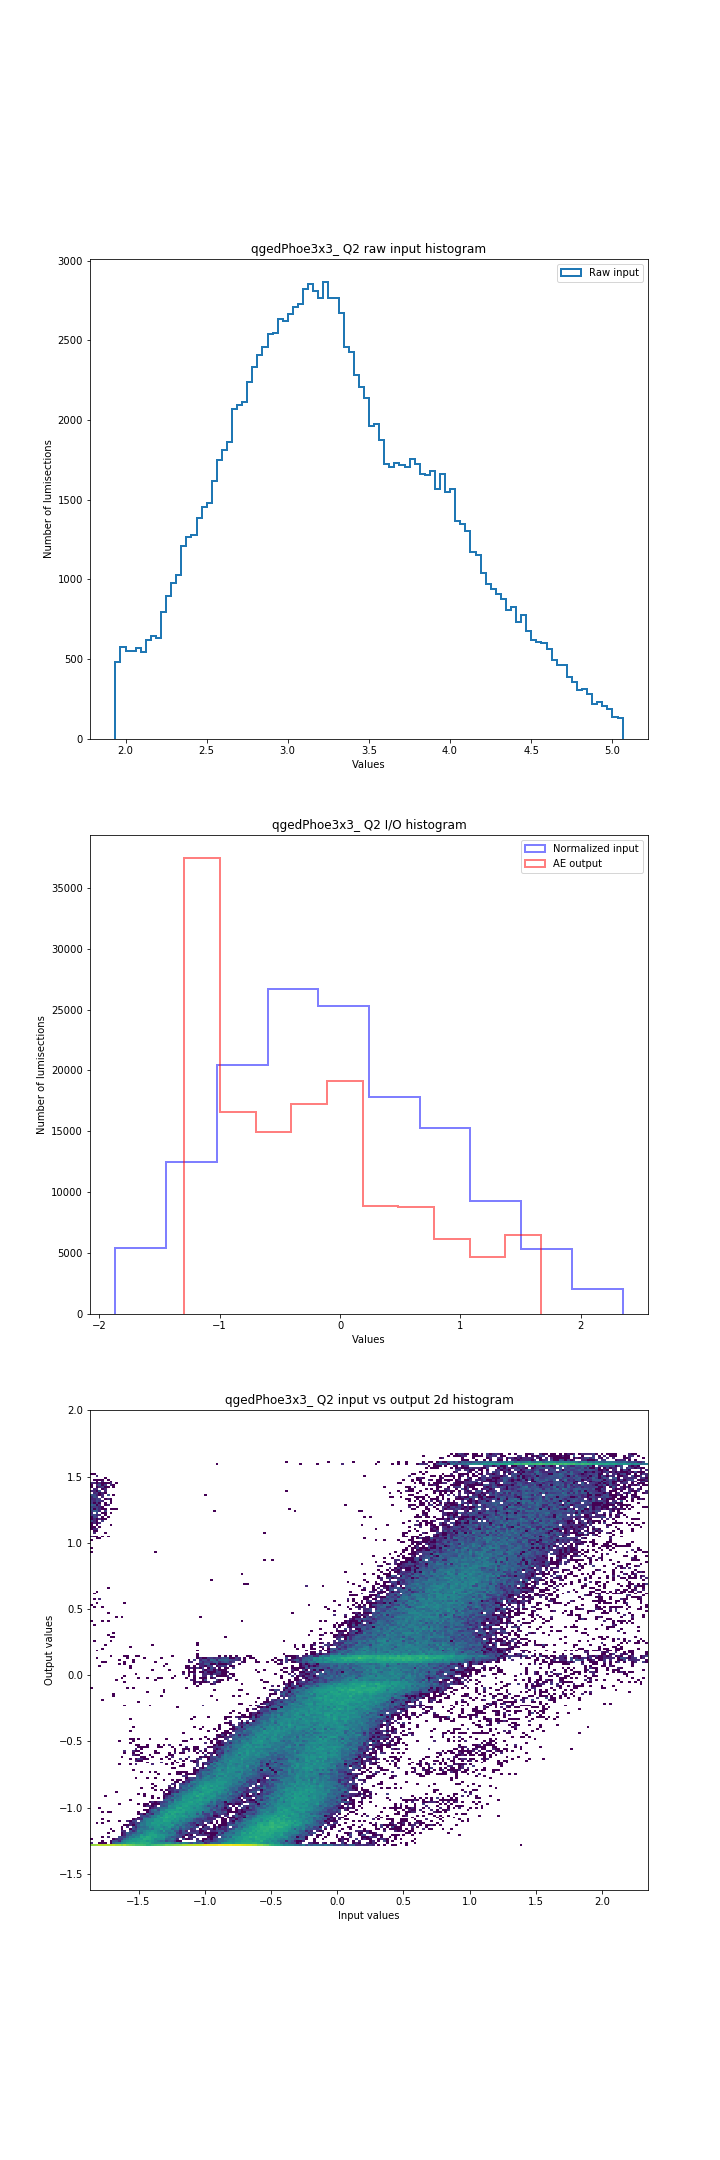 qgedPhoe3x3_ Q2 raw input histogram
3000
2500
2000
1500
1000
500
0
Number of lumisections
Raw input
2.0 2.5 3.0 3.5 4.0 4.5 5.0
Values
qgedPhoe3x3_ Q2 I/O histogram
35000
30000
25000
20000
15000
10000
5000
0
Number of lumisections
Normalized input
AE output
−2 −1 0 1 2
Values
qgedPhoe3x3_ Q2 input vs output 2d histogram
2.0
1.5
1.0
0.5
0.0
−0.5
−1.0
−1.5
Output values
−1.5 −1.0 −0.5 0.0 0.5 1.0 1.5 2.0
Input values